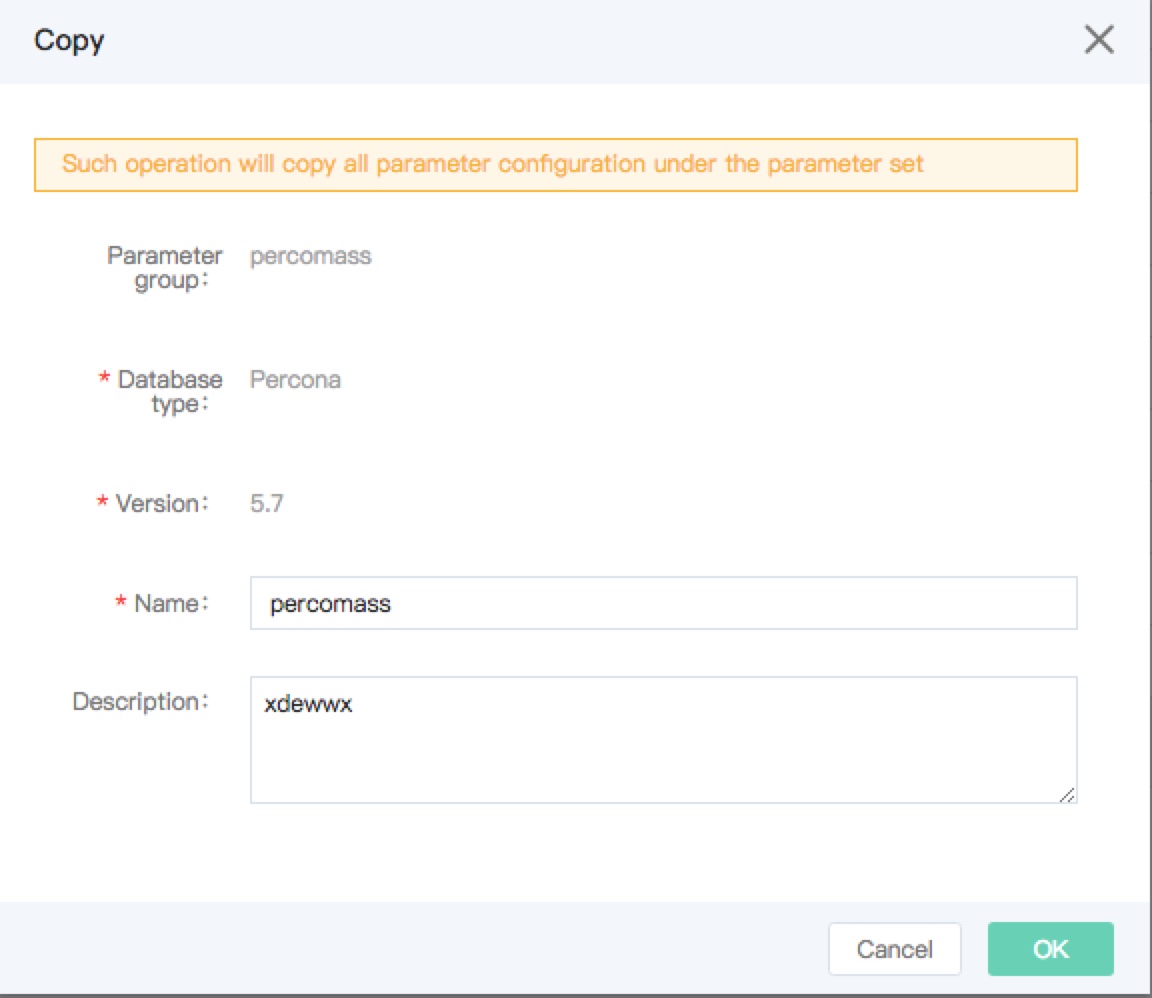 Copy
Such operation will copy all parameter configuration under the parameter set
Parameter percomass
group:
* Database Percona
type:
* Version: 5.7
* Name: percomass
Description: xdewwx
Cancel OK